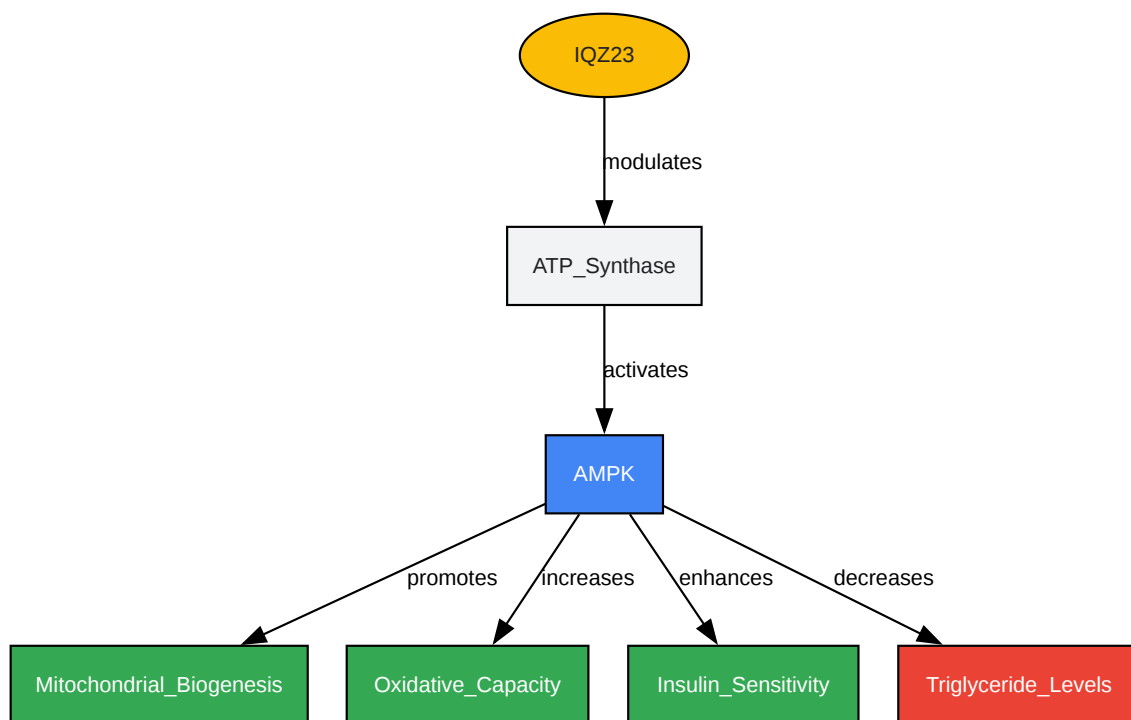 IQZ23
modulates
ATP_Synthase
activates
AMPK
promotes
increases
enhances
decreases
Mitochondrial_Biogenesis
Oxidative_Capacity
Insulin_Sensitivity
Triglyceride_Levels